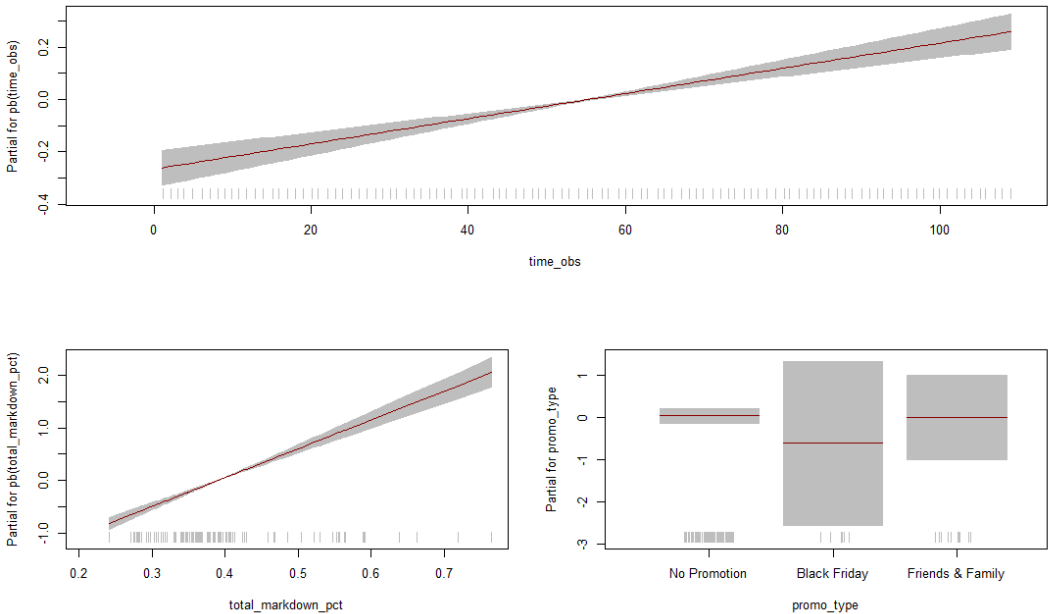 Partial for pb(time_obs)
0.2
0.0
-0.2
-0.4
0 20 40 60 80 100
time_obs
Partial for pb(total_markdown_pct)
2.0
1.0
0.0
-1.0
0.2 0.3 0.4 0.5 0.6 0.7
total_markdown_pct
Partial for promo_type
1
0
-1
-2
-3
No Promotion Black Friday Friends & Family
promo_type